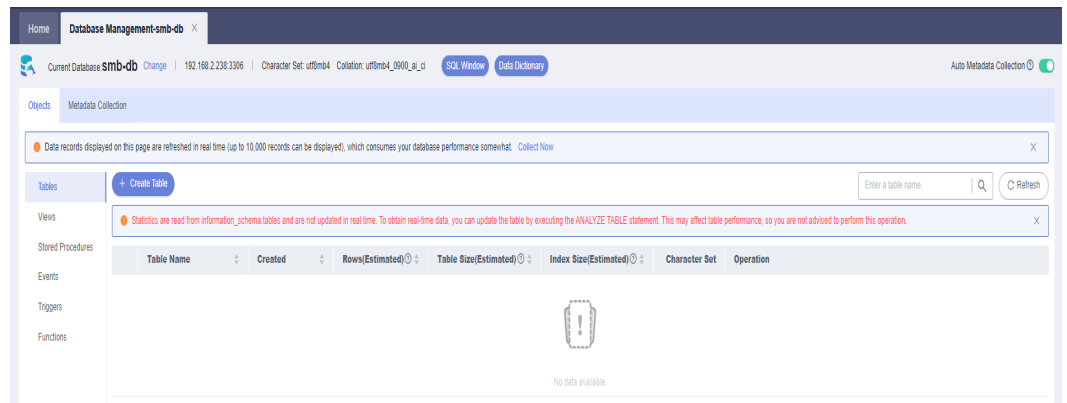 Home Database Management-smb-db ×
Current Database:smb-db Change | 192.168.2.238:3306 | Character Set: utf8mb4 Collation: utf8mb4_0900_ai_ci SQL Window Data Dictionary Auto Metadata Collection
Objects Metadata Collection
Data records displayed on this page are refreshed in real time (up to 10,000 records can be displayed), which consumes your database performance somewhat. Collect Now X
Tables + Create Table Enter a table name. Refresh
Statistics are read from information_schema.tables and are not updated in real time. To obtain real-time data, you can update the table by executing the ANALYZE TABLE statement. This may affect table performance, so you are not advised to perform this operation. X
Views
Stored Procedures
Table Name Created Rows(Estimated) Table Size(Estimated) Index Size(Estimated) Character Set Operation
Events
Triggers
Functions
No data available